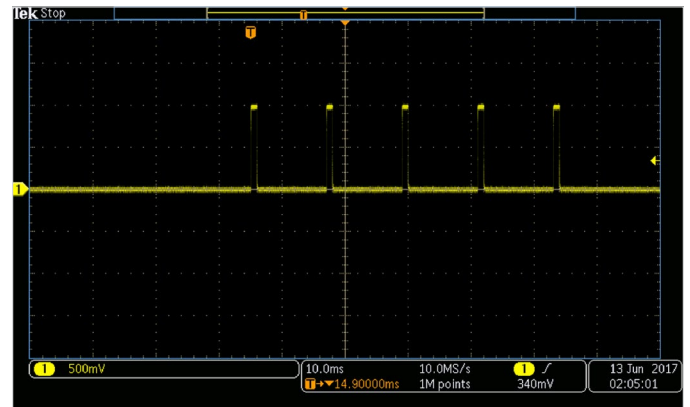 Tek Stop
T
T
1
1 500mV
10.0ms 10.0MS/s 1 ∫
T→▼14.90000ms 1M points 340mV
13 Jun 2017
02:05:01